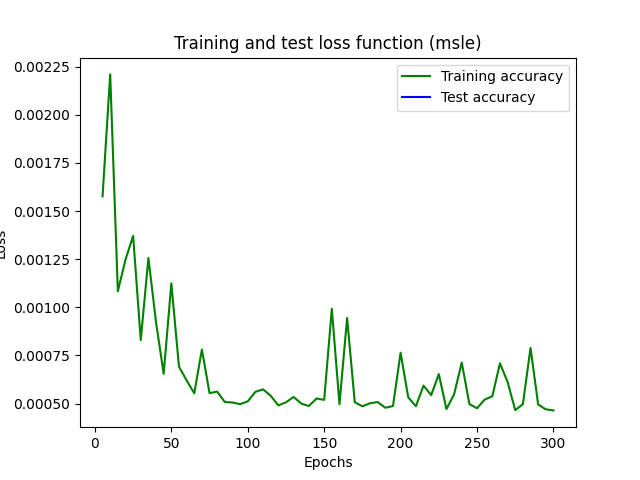 Training and test loss function (msle)
Training accuracy
Test accuracy
0.00225
0.00200
0.00175
0.00150
0.00125
0.00100
0.00075
0.00050
Loss
0 50 100 150 200 250 300
Epochs